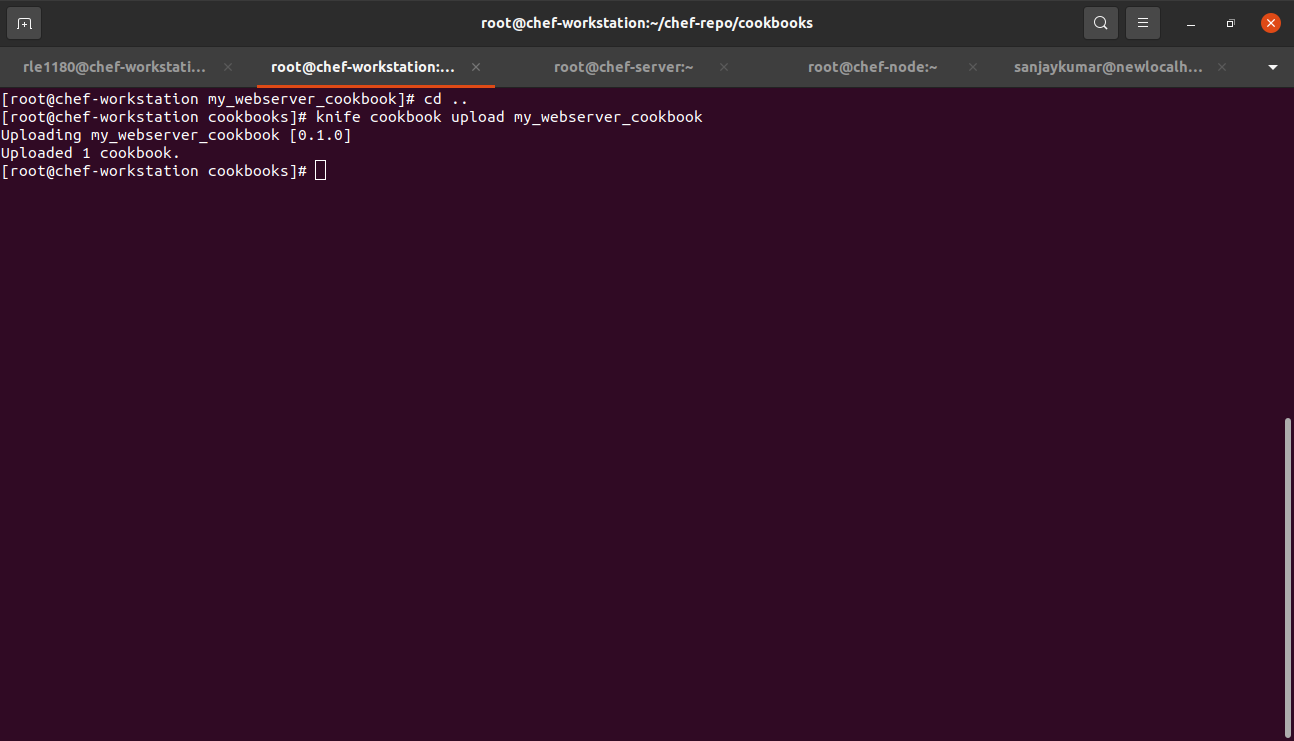 root@chef-workstation:~/chef-repo/cookbooks
rle1180@chef-workstati...
root@chef-workstation:...
root@chef-server:~
root@chef-node:~
sanjaykumar@newlocalh...
[root@chef-workstation my_webserver_cookbook]# cd ..
[root@chef-workstation cookbooks]# knife cookbook upload my_webserver_cookbook
Uploading my_webserver_cookbook [0.1.0]
Uploaded 1 cookbook.
[root@chef-workstation cookbooks]#